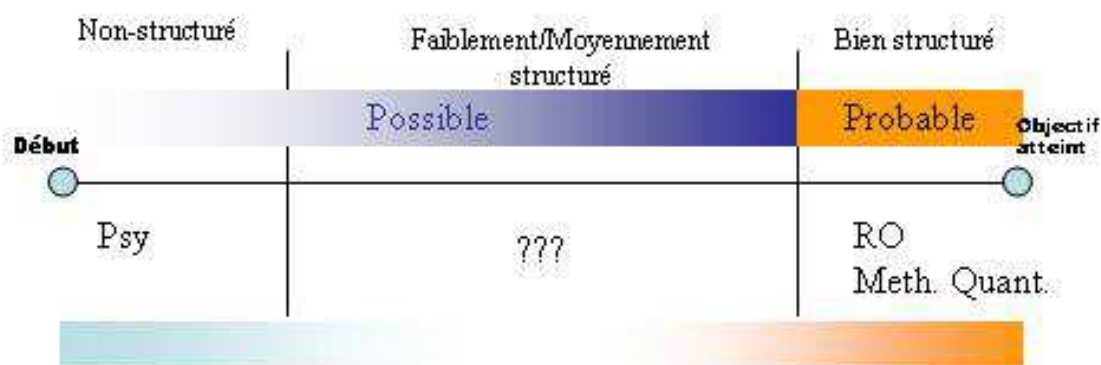 Non-structuré
Faiblement/Moyennement
structuré
Bien structuré
Possible
Probable
Début
Objectif
atteint
Psy
???
RO
Meth. Quant.